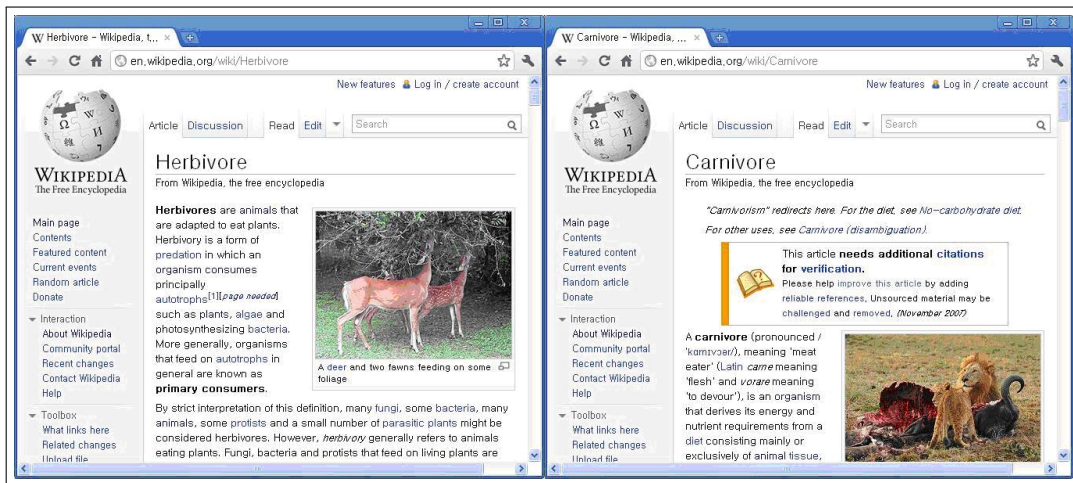 Herbivore - Wikipedia, t...
en.wikipedia.org/wiki/Herbivore
New features Log in / create account
Article Discussion Read Edit Search
WIKIPEDIA
The Free Encyclopedia
Main page
Contents
Featured content
Current events
Random article
Donate
Interaction
About Wikipedia
Community portal
Recent changes
Contact Wikipedia
Help
Toolbox
What links here
Related changes
Upload file
Herbivore
From Wikipedia, the free encyclopedia
Herbivores are animals that
are adapted to eat plants.
Herbivory is a form of
predation in which an
organism consumes
principally
autotrophs[1][page needed]
such as plants, algae and
photosynthesizing bacteria.
More generally, organisms
that feed on autotrophs in
general are known as
primary consumers.
A deer and two fawns feeding on some
foliage
By strict interpretation of this definition, many fungi, some bacteria, many
animals, some protists and a small number of parasitic plants might be
considered herbivores. However, herbivory generally refers to animals
eating plants. Fungi, bacteria and protists that feed on living plants are
Carnivore - Wikipedia, ...
en.wikipedia.org/wiki/Carnivore
New features Log in / create account
Article Discussion Read Edit Search
WIKIPEDIA
The Free Encyclopedia
Main page
Contents
Featured content
Current events
Random article
Donate
Interaction
About Wikipedia
Community portal
Recent changes
Contact Wikipedia
Help
Toolbox
What links here
Related changes
Upload file
Carnivore
From Wikipedia, the free encyclopedia
"Carnivorism" redirects here. For the diet, see No-carbohydrate diet.
For other uses, see Carnivore (disambiguation).
This article needs additional citations
for verification.
Please help improve this article by adding
reliable references. Unsourced material may be
challenged and removed. (November 2007)
A carnivore (pronounced /
ˈkɑrnɪvɔər/), meaning 'meat
eater' (Latin carne meaning
'flesh' and vorare meaning
'to devour'), is an organism
that derives its energy and
nutrient requirements from a
diet consisting mainly or
exclusively of animal tissue,